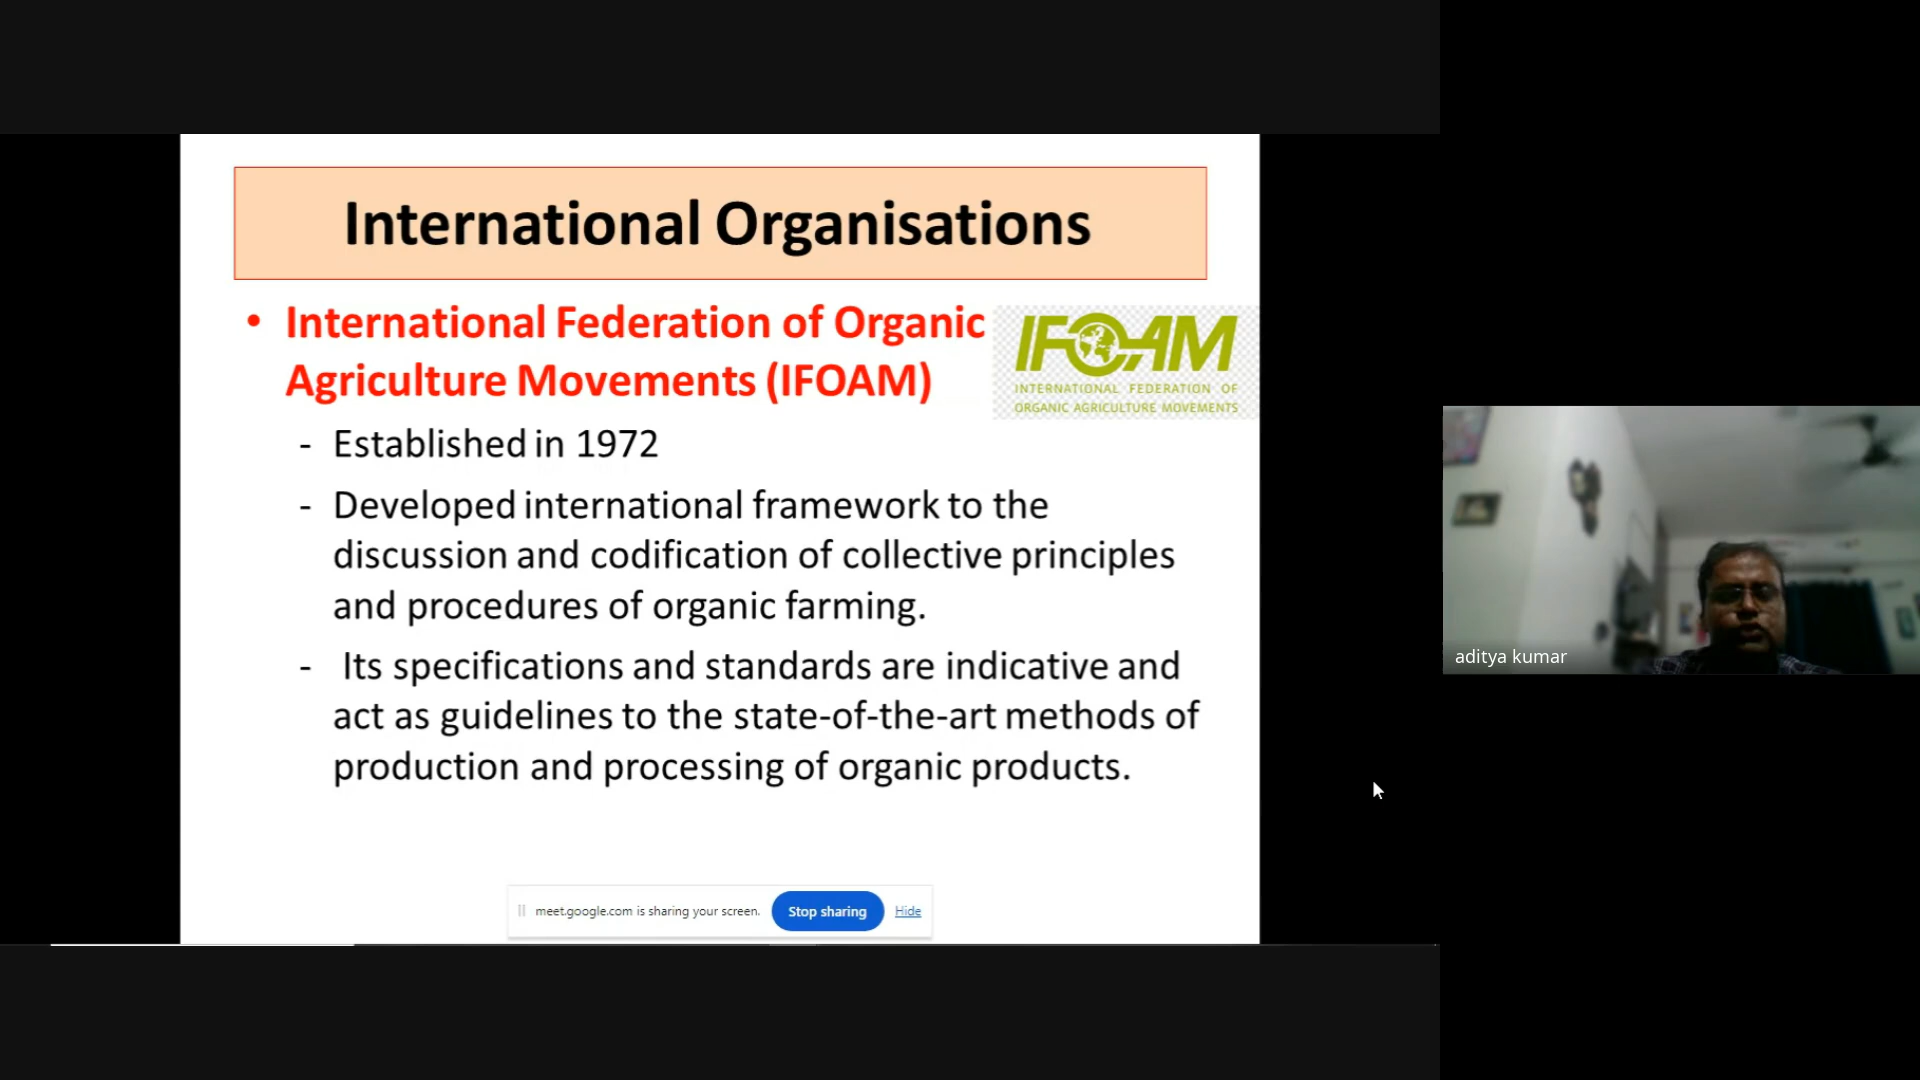 International Organisations
• International Federation of Organic
Agriculture Movements (IFOAM)
IFOAM
INTERNATIONAL FEDERATION OF
ORGANIC AGRICULTURE MOVEMENTS
- Established in 1972
- Developed international framework to the
discussion and codification of collective principles
and procedures of organic farming.
- Its specifications and standards are indicative and
act as guidelines to the state-of-the-art methods of
production and processing of organic products.
aditya kumar
meet.google.com is sharing your screen. Stop sharing Hide